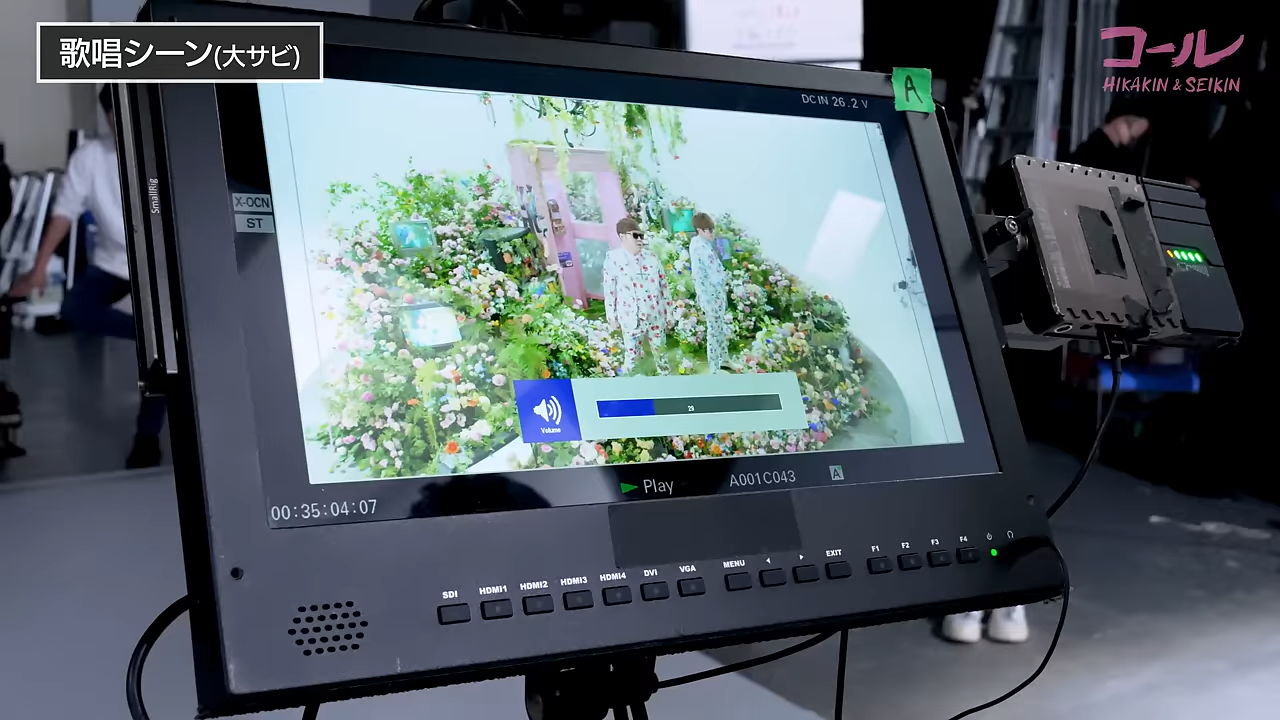 歌唱シーン(大サビ)
コール
HIKAKIN & SEIKIN
A
DC IN 26.2 V
SmallRig
X-OCN
ST
Volume
29
00:35:04:07
Play
A001C043
A
SDI
HDMI1
HDMI2
HDMI3
HDMI4
DVI
VGA
MENU
EXIT
F1
F2
F3
F4